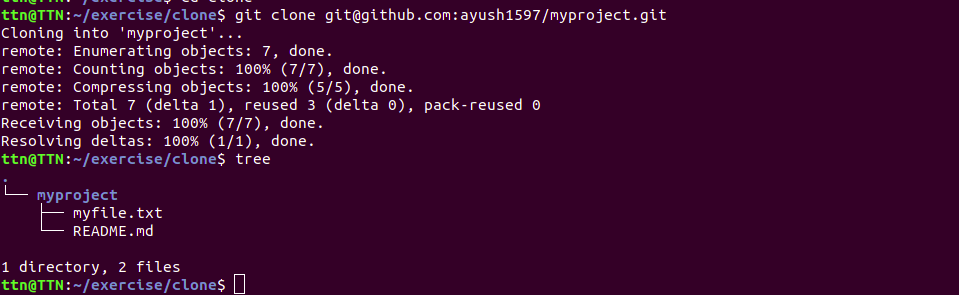 ttn@TTN:~/exercise/clone$ git clone git@github.com:ayush1597/myproject.git
Cloning into 'myproject'...
remote: Enumerating objects: 7, done.
remote: Counting objects: 100% (7/7), done.
remote: Compressing objects: 100% (5/5), done.
remote: Total 7 (delta 1), reused 3 (delta 0), pack-reused 0
Receiving objects: 100% (7/7), done.
Resolving deltas: 100% (1/1), done.
ttn@TTN:~/exercise/clone$ tree
.
└── myproject
    ├── myfile.txt
    └── README.md
1 directory, 2 files
ttn@TTN:~/exercise/clone$